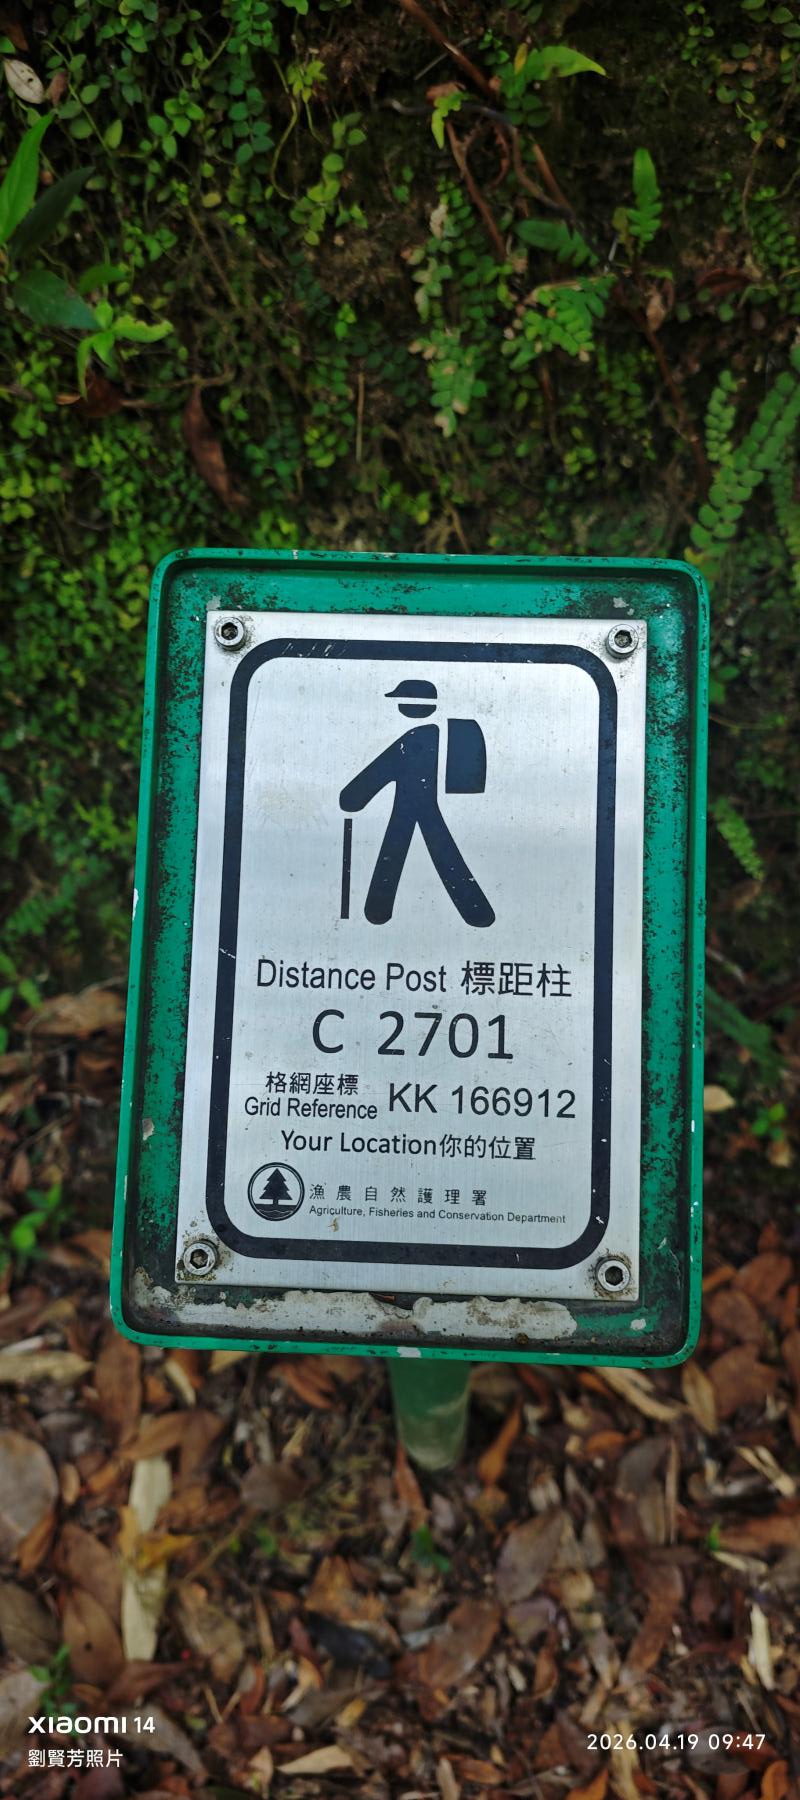 Distance Post 標距柱
C 2701
格網座標
Grid Reference KK 166912
Your Location你的位置
漁農自然護理署
Agriculture, Fisheries and Conservation Department
xiaomi 14
劉賢芳照片
2026.04.19 09:47